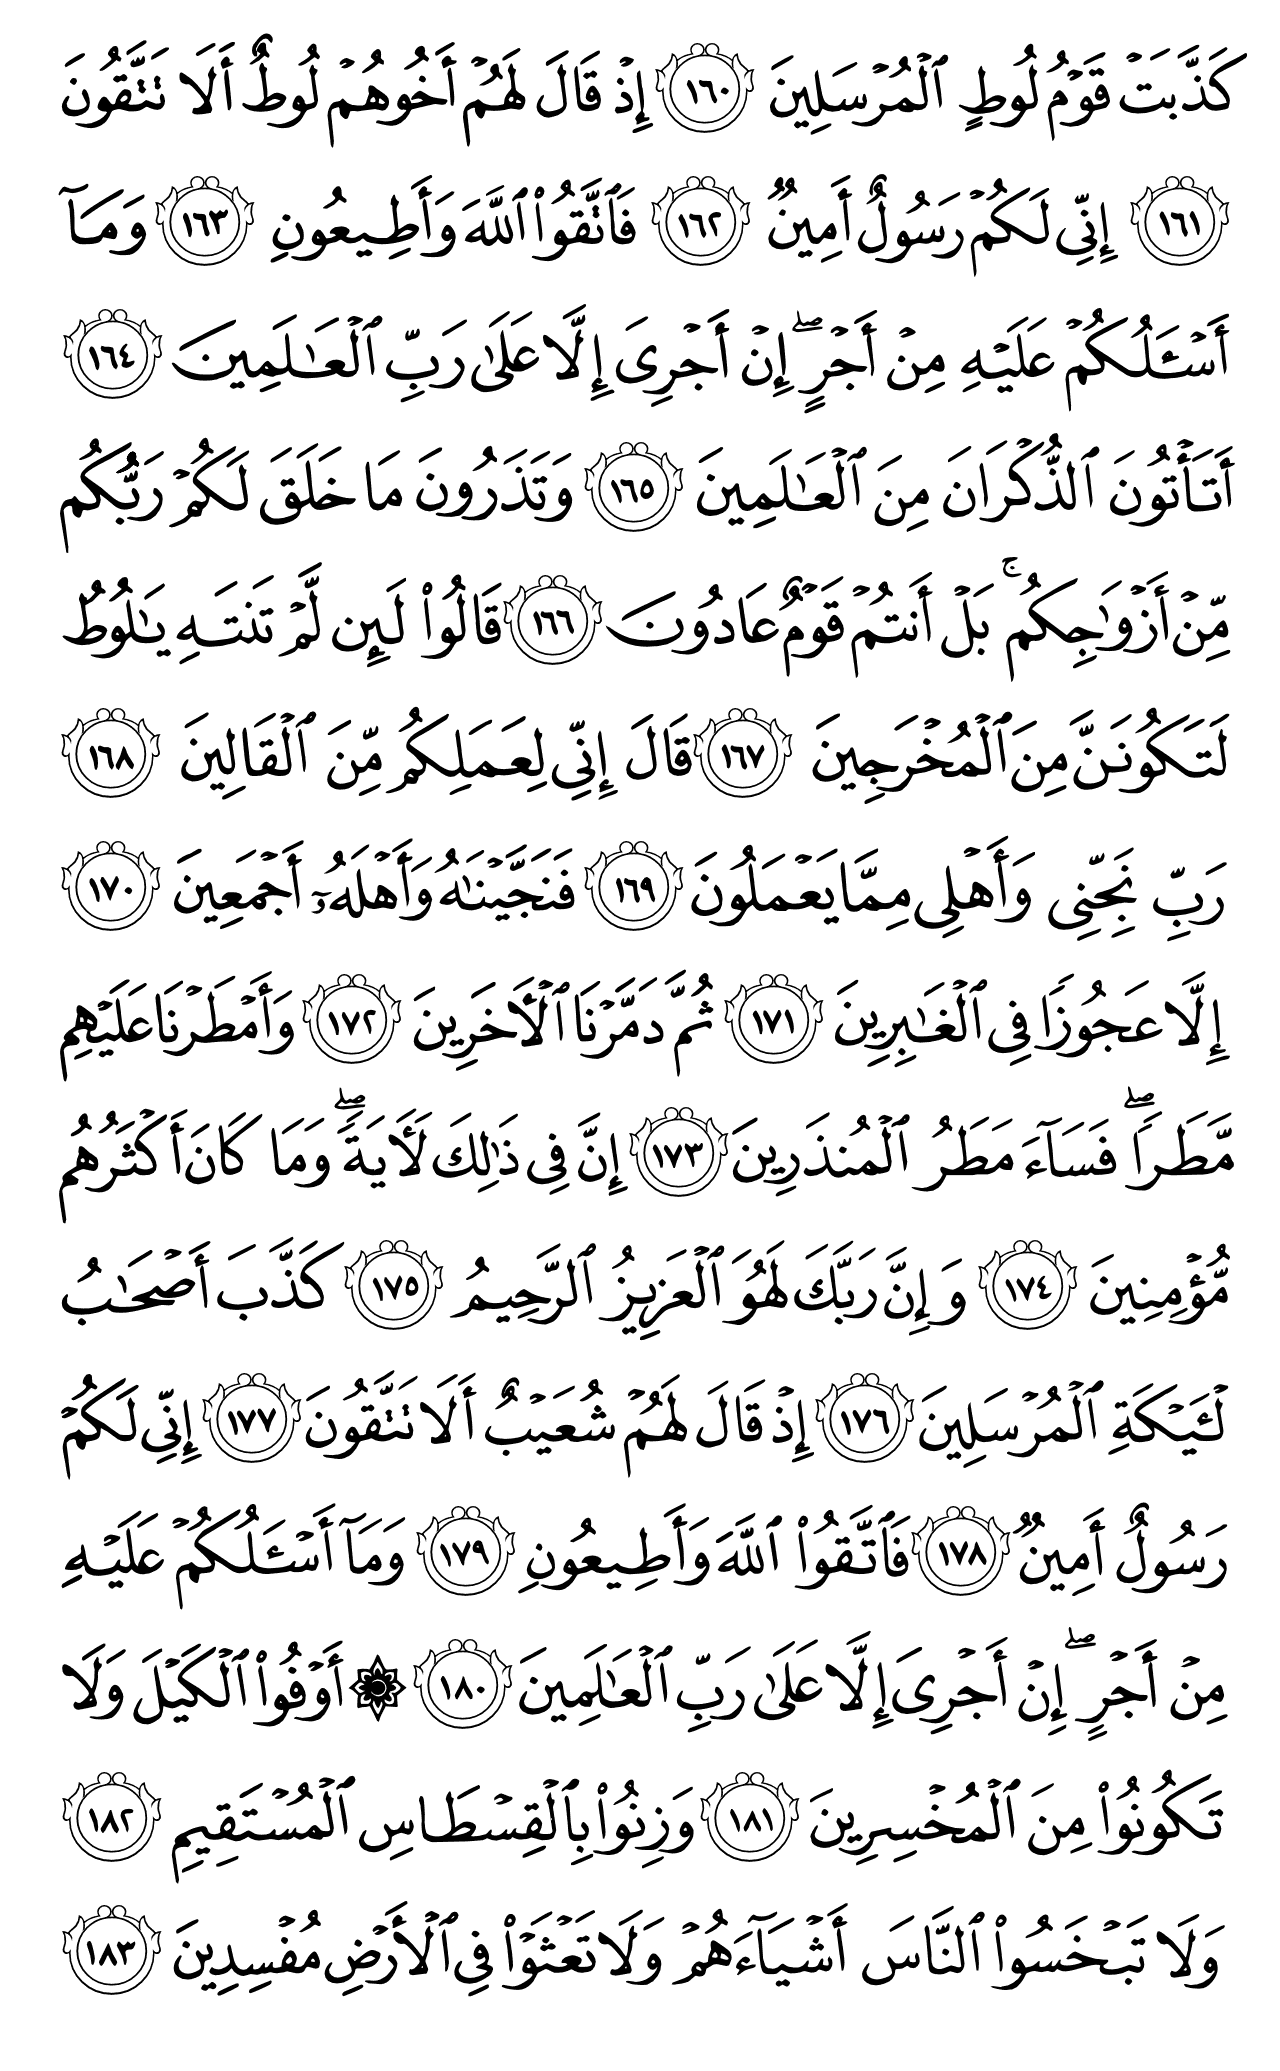 كَذَّبَتۡ قَوۡمُ لُوطٍ ٱلۡمُرۡسَلِينَ ١٦٠ إِذۡ قَالَ لَهُمۡ أَخُوهُمۡ لُوطٌ أَلَا تَتَّقُونَ
١٦١ إِنِّي لَكُمۡ رَسُولٌ أَمِينٞ ١٦٢ فَٱتَّقُواْ ٱللَّهَ وَأَطِيعُونِ ١٦٣ وَمَآ
أَسۡـَٔلُكُمۡ عَلَيۡهِ مِنۡ أَجۡرٍۖ إِنۡ أَجۡرِيَ إِلَّا عَلَىٰ رَبِّ ٱلۡعَٰلَمِينَ ١٦٤
أَتَأۡتُونَ ٱلذُّكۡرَانَ مِنَ ٱلۡعَٰلَمِينَ ١٦٥ وَتَذَرُونَ مَا خَلَقَ لَكُمۡ رَبُّكُم
مِّنۡ أَزۡوَٰجِكُمۚ بَلۡ أَنتُمۡ قَوۡمٌ عَادُونَ ١٦٦ قَالُواْ لَئِن لَّمۡ تَنتَهِ يَٰلُوطُ
لَتَكُونَنَّ مِنَ ٱلۡمُخۡرَجِينَ ١٦٧ قَالَ إِنِّي لِعَمَلِكُم مِّنَ ٱلۡقَالِينَ ١٦٨
رَبِّ نَجِّنِي وَأَهۡلِي مِمَّا يَعۡمَلُونَ ١٦٩ فَنَجَّيۡنَٰهُ وَأَهۡلَهُۥٓ أَجۡمَعِينَ ١٧٠
إِلَّا عَجُوزٗا فِي ٱلۡغَٰبِرِينَ ١٧١ ثُمَّ دَمَّرۡنَا ٱلۡأٓخَرِينَ ١٧٢ وَأَمۡطَرۡنَا عَلَيۡهِم
مَّطَرٗاۖ فَسَآءَ مَطَرُ ٱلۡمُنذَرِينَ ١٧٣ إِنَّ فِي ذَٰلِكَ لَأٓيَةٗۖ وَمَا كَانَ أَكۡثَرُهُم
مُّؤۡمِنِينَ ١٧٤ وَإِنَّ رَبَّكَ لَهُوَ ٱلۡعَزِيزُ ٱلرَّحِيمُ ١٧٥ كَذَّبَ أَصۡحَٰبُ
لۡـَٔيۡكَةِ ٱلۡمُرۡسَلِينَ ١٧٦ إِذۡ قَالَ لَهُمۡ شُعَيۡبٌ أَلَا تَتَّقُونَ ١٧٧ إِنِّي لَكُمۡ
رَسُولٌ أَمِينٞ ١٧٨ فَٱتَّقُواْ ٱللَّهَ وَأَطِيعُونِ ١٧٩ وَمَآ أَسۡـَٔلُكُمۡ عَلَيۡهِ
مِنۡ أَجۡرٍۖ إِنۡ أَجۡرِيَ إِلَّا عَلَىٰ رَبِّ ٱلۡعَٰلَمِينَ ١٨٠ ۞ أَوۡفُواْ ٱلۡكَيۡلَ وَلَا
تَكُونُواْ مِنَ ٱلۡمُخۡسِرِينَ ١٨١ وَزِنُواْ بِٱلۡقِسۡطَاسِ ٱلۡمُسۡتَقِيمِ ١٨٢
وَلَا تَبۡخَسُواْ ٱلنَّاسَ أَشۡيَآءَهُمۡ وَلَا تَعۡثَوۡاْ فِي ٱلۡأَرۡضِ مُفۡسِدِينَ ١٨٣